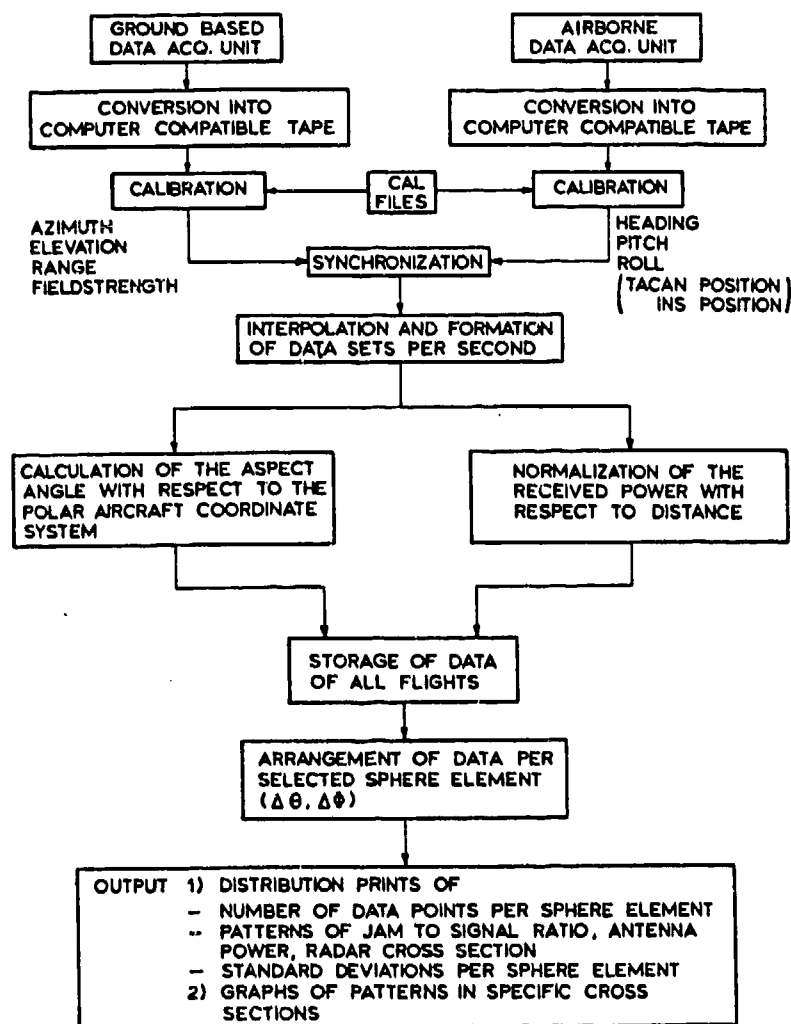 GROUND BASED
DATA ACQ. UNIT
AIRBORNE
DATA ACQ. UNIT
CONVERSION INTO
COMPUTER COMPATIBLE TAPE
CONVERSION INTO
COMPUTER COMPATIBLE TAPE
CALIBRATION
CAL
FILES
CALIBRATION
AZIMUTH
ELEVATION
RANGE
FIELDSTRENGTH
HEADING
PITCH
ROLL
(TACAN POSITION
INS POSITION)
SYNCHRONIZATION
INTERPOLATION AND FORMATION
OF DATA SETS PER SECOND
CALCULATION OF THE ASPECT
ANGLE WITH RESPECT TO THE
POLAR AIRCRAFT COORDINATE
SYSTEM
NORMALIZATION OF THE
RECEIVED POWER WITH
RESPECT TO DISTANCE
STORAGE OF DATA
OF ALL FLIGHTS
ARRANGEMENT OF DATA PER
SELECTED SPHERE ELEMENT
(Δθ, ΔΦ)
OUTPUT 1) DISTRIBUTION PRINTS OF
- NUMBER OF DATA POINTS PER SPHERE ELEMENT
- PATTERNS OF JAM TO SIGNAL RATIO, ANTENNA
POWER, RADAR CROSS SECTION
- STANDARD DEVIATIONS PER SPHERE ELEMENT
2) GRAPHS OF PATTERNS IN SPECIFIC CROSS
SECTIONS